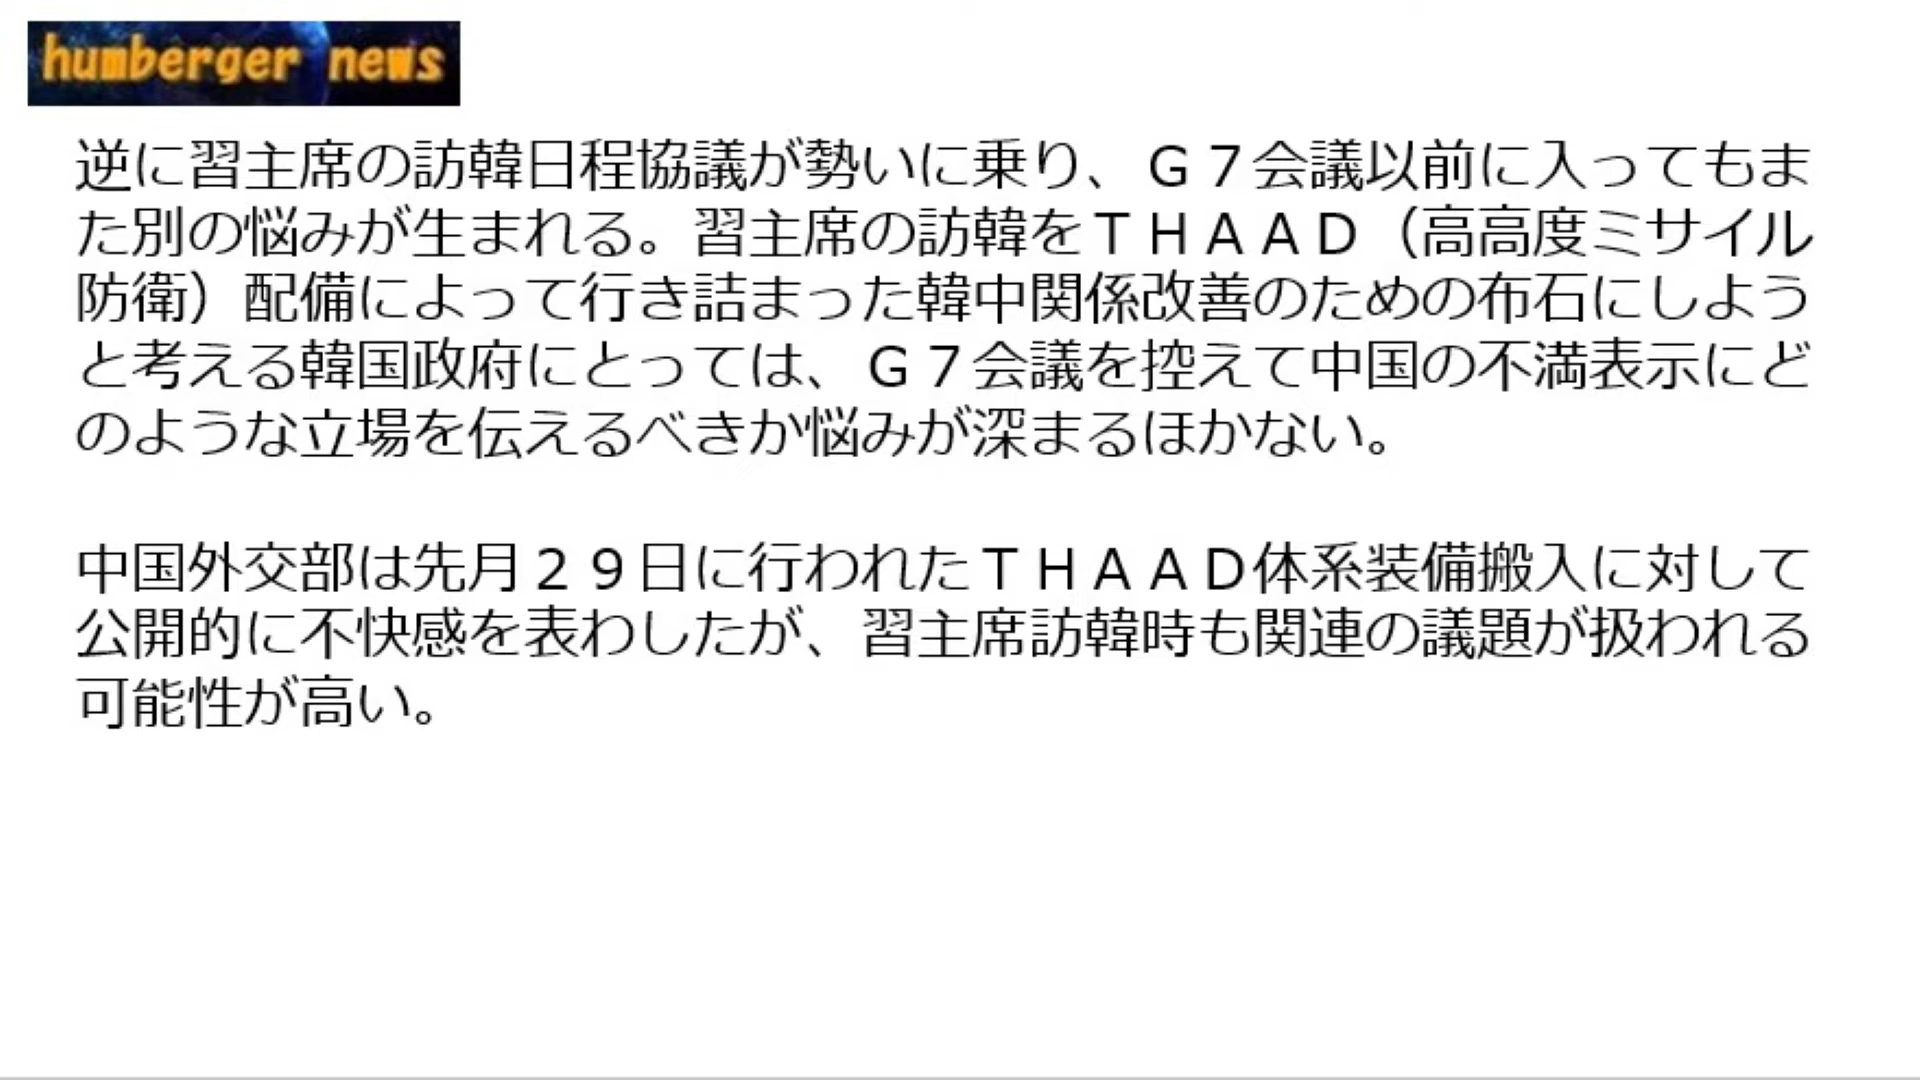 humberger news
逆に習主席の訪韓日程協議が勢いに乗り、Ｇ７会議以前に入ってもま
た別の悩みが生まれる。習主席の訪韓をＴＨＡＡＤ（高高度ミサイル
防衛）配備によって行き詰まった韓中関係改善のための布石にしよう
と考える韓国政府にとっては、Ｇ７会議を控えて中国の不満表示にど
のような立場を伝えるべきか悩みが深まるほかない。
中国外交部は先月２９日に行われたＴＨＡＡＤ体系装備搬入に対して
公開的に不快感を表わしたが、習主席訪韓時も関連の議題が扱われる
可能性が高い。